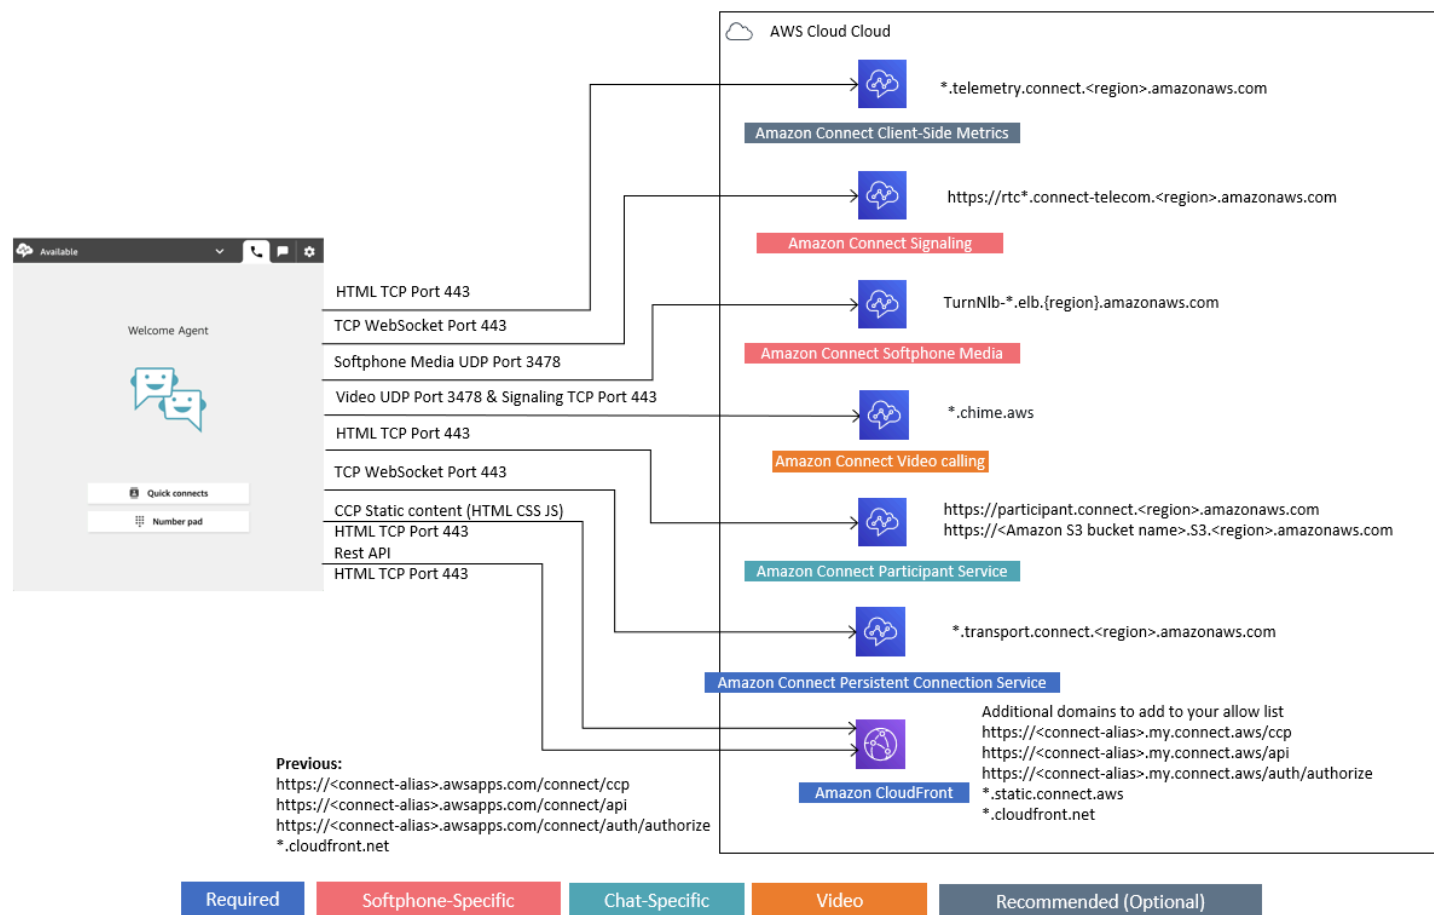 AWS Cloud Cloud
*.telemetry.connect.<region>.amazonaws.com
Amazon Connect Client-Side Metrics
https://rtc*.connect-telecom.<region>.amazonaws.com
Amazon Connect Signaling
Available
HTML TCP Port 443
TCP WebSocket Port 443
Softphone Media UDP Port 3478
Video UDP Port 3478 & Signaling TCP Port 443
HTML TCP Port 443
TCP WebSocket Port 443
CCP Static content (HTML CSS JS)
HTML TCP Port 443
Rest API
HTML TCP Port 443
Welcome Agent
Quick connects
Number pad
TurnNlb-*.elb.{region}.amazonaws.com
Amazon Connect Softphone Media
*.chime.aws
Amazon Connect Video calling
https://participant.connect.<region>.amazonaws.com
https://<Amazon S3 bucket name>.S3.<region>.amazonaws.com
Amazon Connect Participant Service
*.transport.connect.<region>.amazonaws.com
Amazon Connect Persistent Connection Service
Additional domains to add to your allow list
https://<connect-alias>.my.connect.aws/ccp
https://<connect-alias>.my.connect.aws/api
https://<connect-alias>.my.connect.aws/auth/authorize
*.static.connect.aws
*.cloudfront.net
Amazon CloudFront
Previous:
https://<connect-alias>.awsapps.com/connect/ccp
https://<connect-alias>.awsapps.com/connect/api
https://<connect-alias>.awsapps.com/connect/auth/authorize
*.cloudfront.net
Required
Softphone-Specific
Chat-Specific
Video
Recommended (Optional)